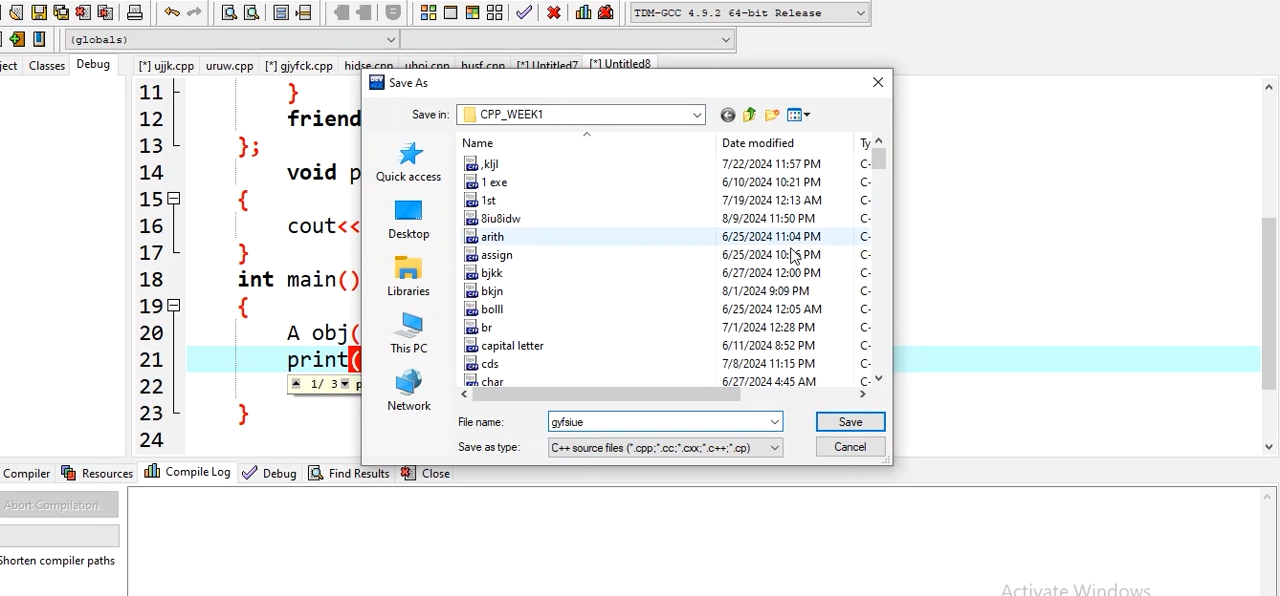 TDM-GCC 4.9.2 64-bit Release
(globals)
ject Classes Debug [*] ujjk.cpp uruw.cpp [*] gjyfck.cpp hidse.cpp uhoj.cpp husf.cpp [*] Untitled7 [*] Untitled8
Save As
Save in: CPP_WEEK1
Name Date modified Ty
,kljl 7/22/2024 11:57 PM C-
1 exe 6/10/2024 10:21 PM C-
1st 7/19/2024 12:13 AM C-
8iu8idw 8/9/2024 11:50 PM C-
arith 6/25/2024 11:04 PM C-
assign 6/25/2024 PM C-
bjkk 6/27/2024 12:00 PM C-
bkjn 8/1/2024 9:09 PM C-
bolll 6/25/2024 12:05 AM C-
br 7/1/2024 12:28 PM C-
capital letter 6/11/2024 8:52 PM C-
cds 7/8/2024 11:15 PM C-
char 6/27/2024 4:45 AM C-
Quick access
Desktop
Libraries
This PC
Network
File name: gyfsiue Save
Save as type: C++ source files (*.cpp;*.cc;*.cxx;*.c++;*.cp) Cancel
11 }
12 friend
13 };
14 void p
15 {
16 cout<<
17 }
18 int main()
19 {
20 A obj(
21 print(
1/ 3 p
22
23 }
24
Compiler Resources Compile Log Debug Find Results Close
Abort Compilation
Shorten compiler paths
Activate Windows